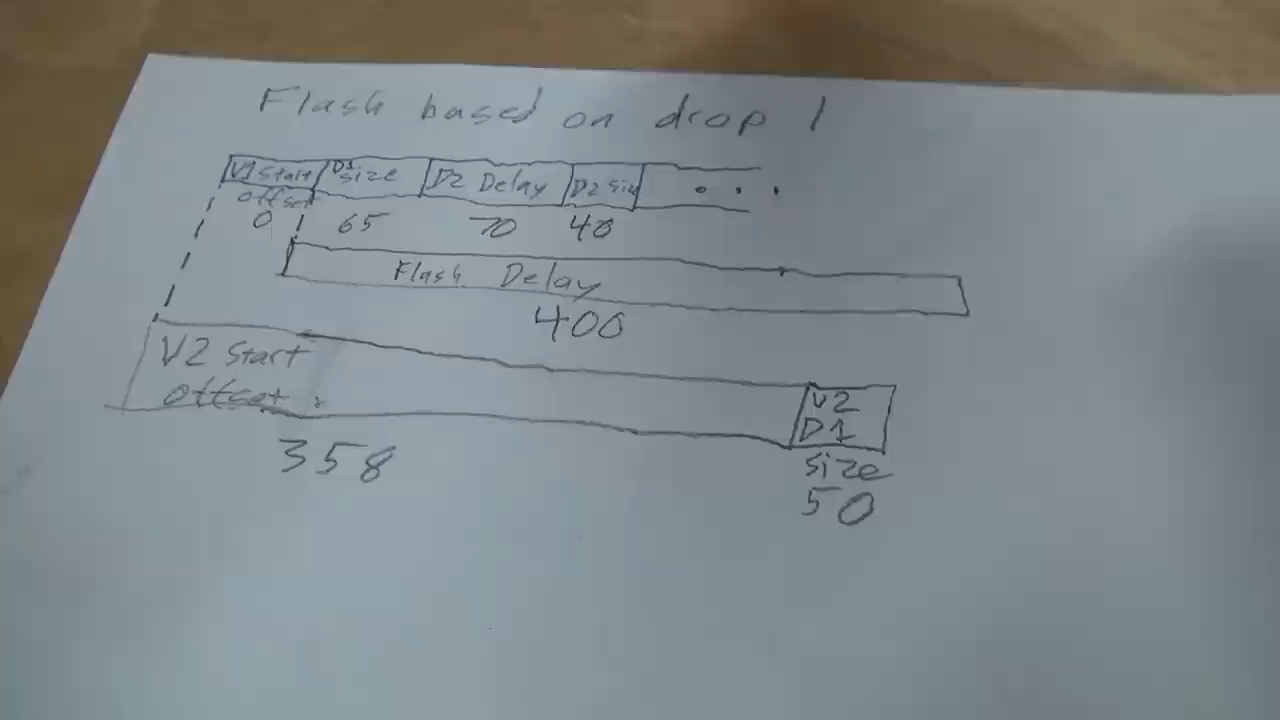 Flash based on drop 1
V1 Start D1 size D2 Delay D2 Siz
offset
0 65 70 40
Flash Delay
400
V2 Start
offset:
V2
D1
358
size
50